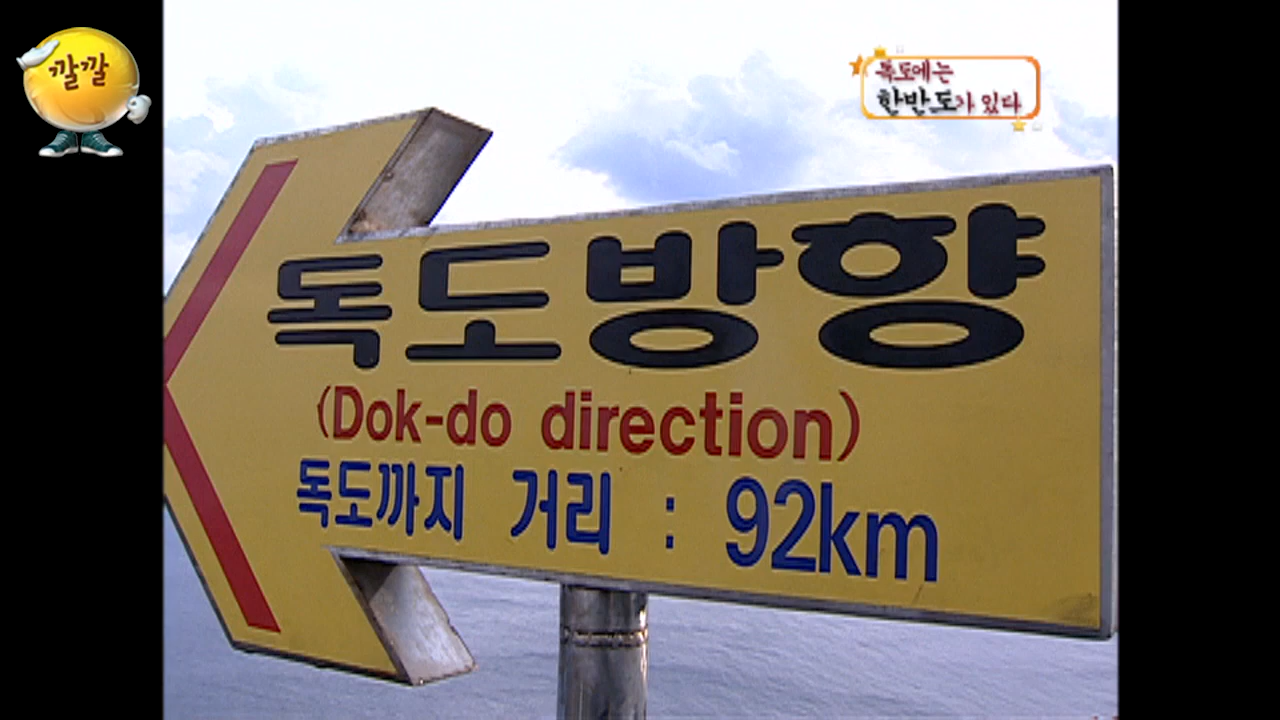 깔깔
독도에는
한반도가 있다
독도방향
(Dok-do direction)
독도까지 거리 : 92km